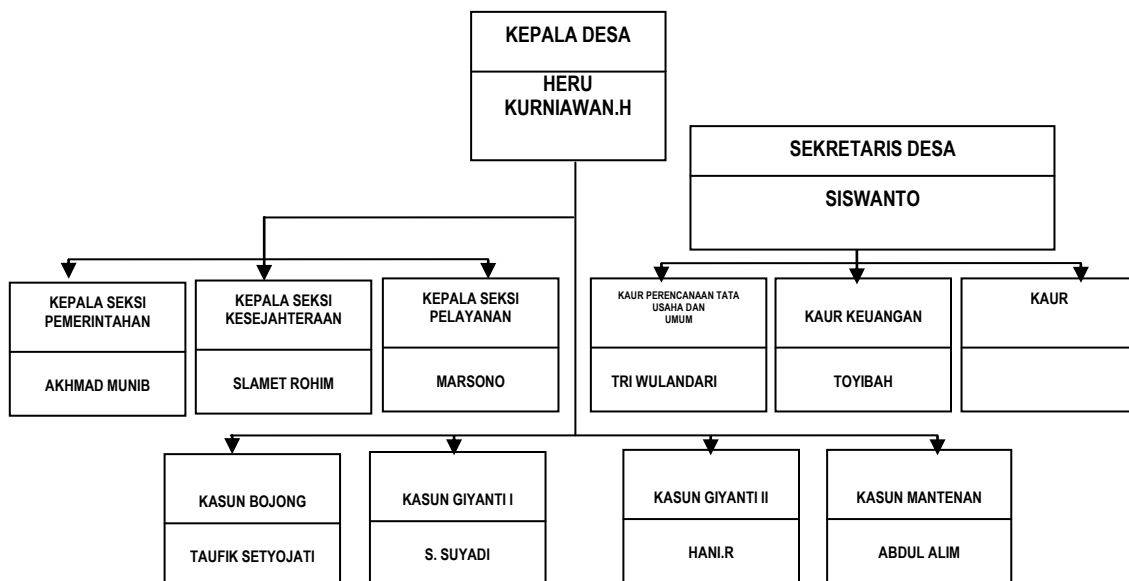 KEPALA DESA
HERU
KURNIAWAN.H
SEKRETARIS DESA
SISWANTO
KEPALA SEKSI
PEMERINTAHAN
AKHMAD MUNIB
KEPALA SEKSI
KESEJAHTERAAN
SLAMET ROHIM
KEPALA SEKSI
PELAYANAN
MARSONO
KAUR PERENCANAAN TATA
USAHA DAN
UMUM
TRI WULANDARI
KAUR KEUANGAN
TOYIBAH
KAUR
KASUN BOJONG
TAUFIK SETYOJATI
KASUN GIYANTI I
S. SUYADI
KASUN GIYANTI II
HANI.R
KASUN MANTENAN
ABDUL ALIM